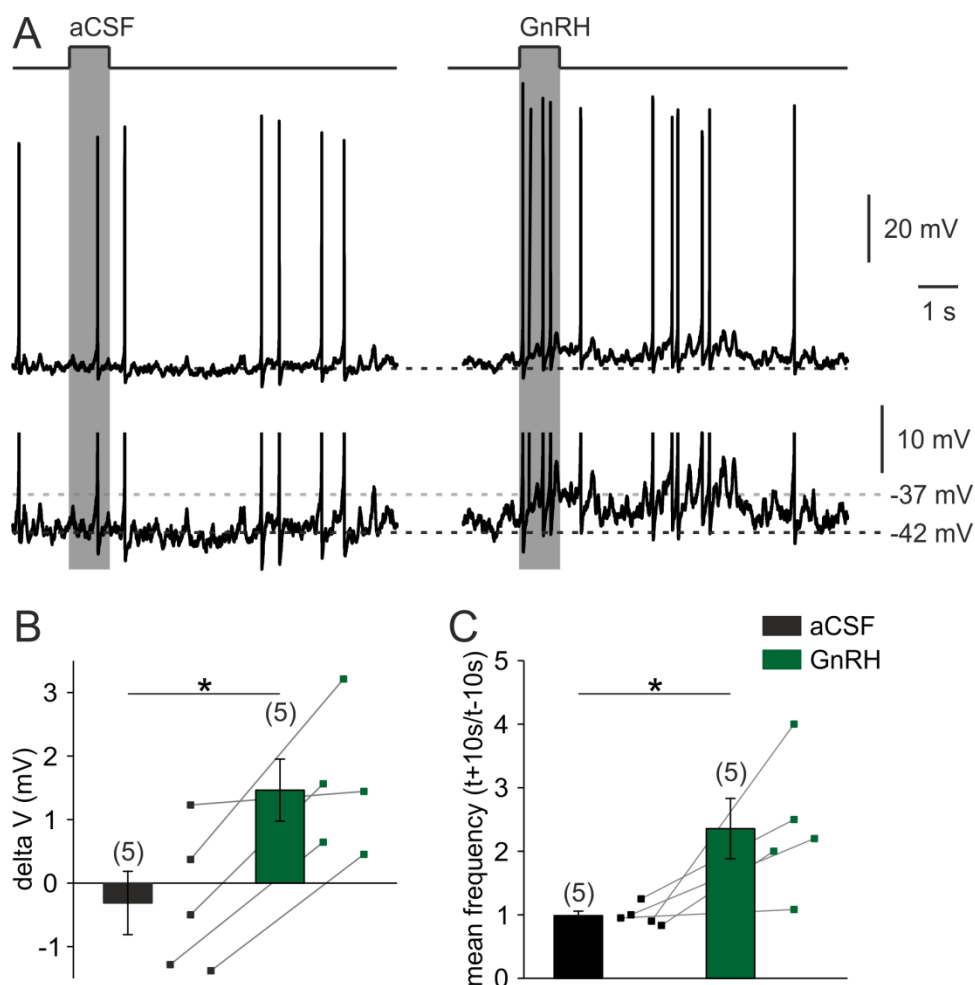 A
aCSF
GnRH
20 mV
1 s
10 mV
-37 mV
-42 mV
B
3
2
1
0
-1
delta V (mV)
*
(5)
(5)
C
aCSF
GnRH
5
4
3
2
1
0
mean frequency (t+10s/t-10s)
*
(5)
(5)